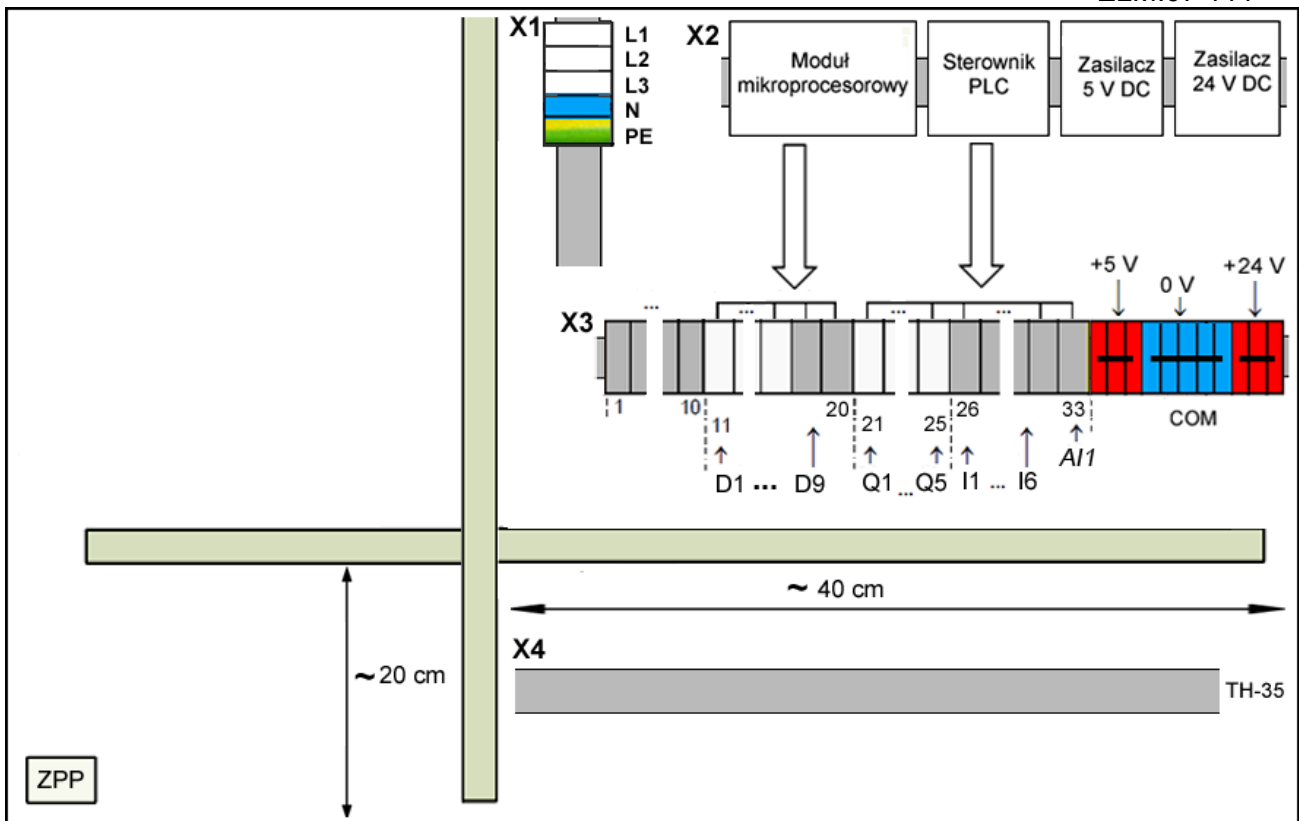 X1
L1
L2
L3
N
PE
X2
Moduł
mikroprocesorowy
Sterownik
PLC
Zasilacz
5 V DC
Zasilacz
24 V DC
+5 V
0 V
+24 V
X3
...
...
...
...
1
10
11
20
21
25
26
33
COM
D1 ... D9
Q1 ... Q5
I1 ... I6
AI1
~ 40 cm
X4
~ 20 cm
TH-35
ZPP